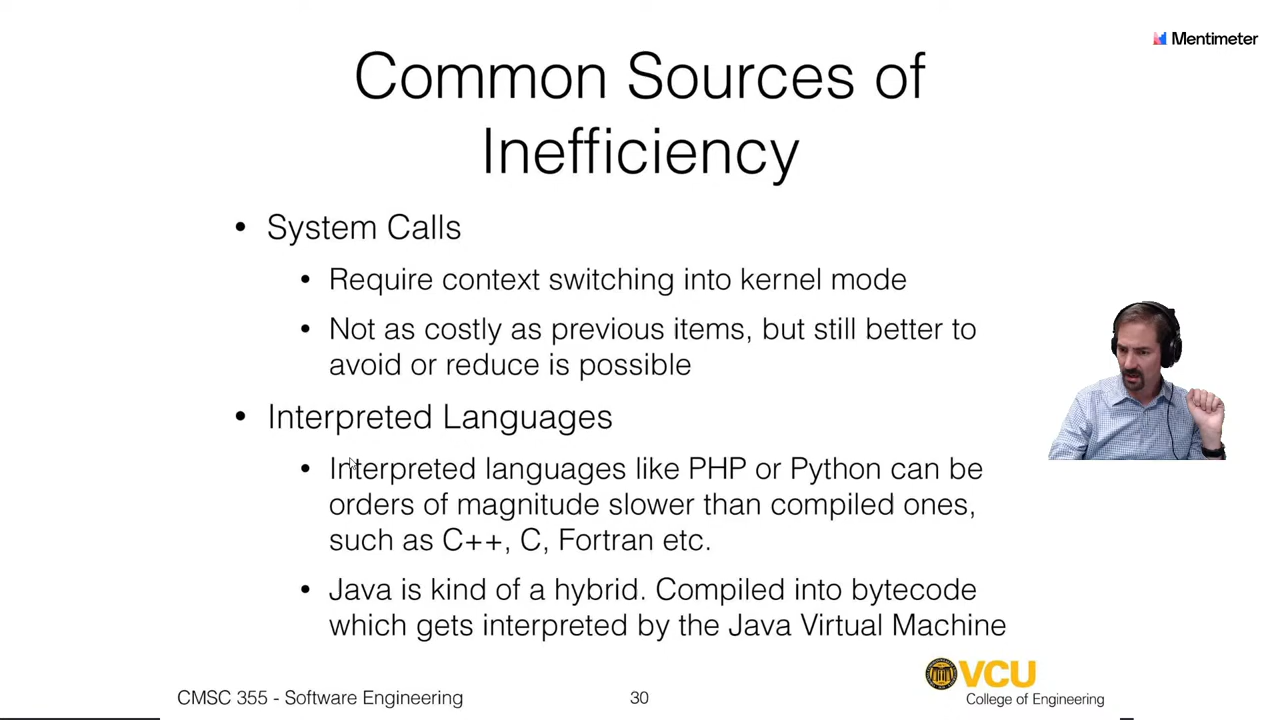 Mentimeter
Common Sources of
Inefficiency
• System Calls
• Require context switching into kernel mode
• Not as costly as previous items, but still better to
avoid or reduce is possible
• Interpreted Languages
• Interpreted languages like PHP or Python can be
orders of magnitude slower than compiled ones,
such as C++, C, Fortran etc.
• Java is kind of a hybrid. Compiled into bytecode
which gets interpreted by the Java Virtual Machine
CMSC 355 - Software Engineering
30
VCU
College of Engineering